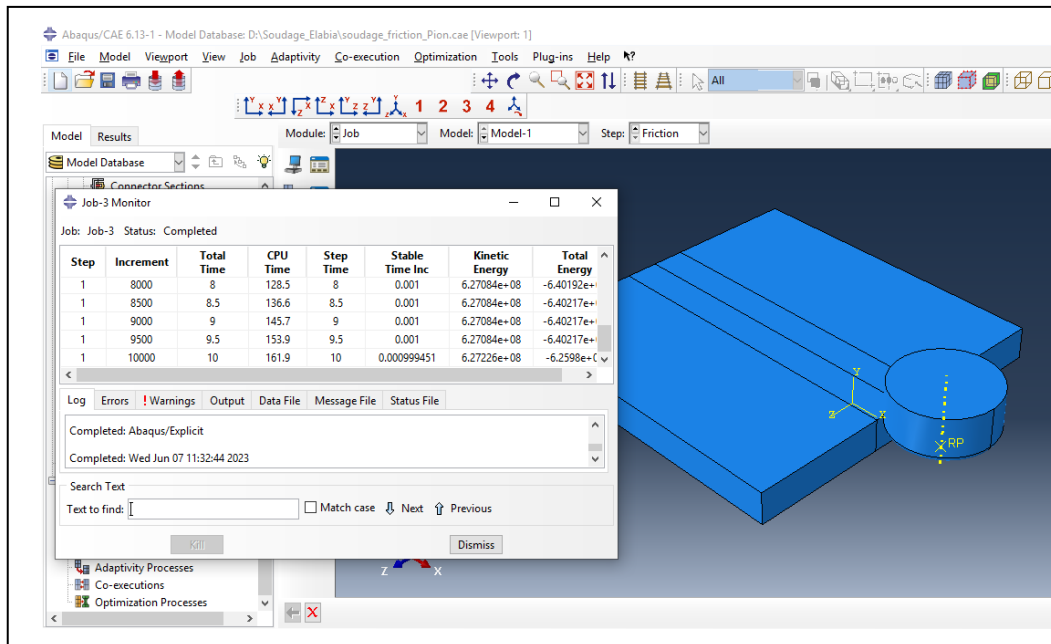 Abaqus/CAE 6.13-1 - Model Database: D:\Soudage_Elabia\soudage_friction_Pion.cae [Viewport: 1]
File Model Viewport View Job Adaptivity Co-execution Optimization Tools Plug-ins Help
All
1 2 3 4
Model Results Module: Job Model: Model-1 Step: Friction
Model Database
Connector Sections
Job-3 Monitor
Job: Job-3 Status: Completed
Step Increment Total Time CPU Time Step Time Stable Time Inc Kinetic Energy Total Energy
1 8000 8 128.5 8 0.001 6.27084e+08 -6.40192e+
1 8500 8.5 136.6 8.5 0.001 6.27084e+08 -6.40217e+
1 9000 9 145.7 9 0.001 6.27084e+08 -6.40217e+
1 9500 9.5 153.9 9.5 0.001 6.27084e+08 -6.40217e+
1 10000 10 161.9 10 0.000999451 6.27226e+08 -6.2598e+
Log Errors ! Warnings Output Data File Message File Status File
Completed: Abaqus/Explicit
Completed: Wed Jun 07 11:32:44 2023
Search Text
Text to find: Match case Next Previous
Kill Dismiss
Adaptivity Processes
Co-executions
Optimization Processes
Y
Z X
RP
Z X